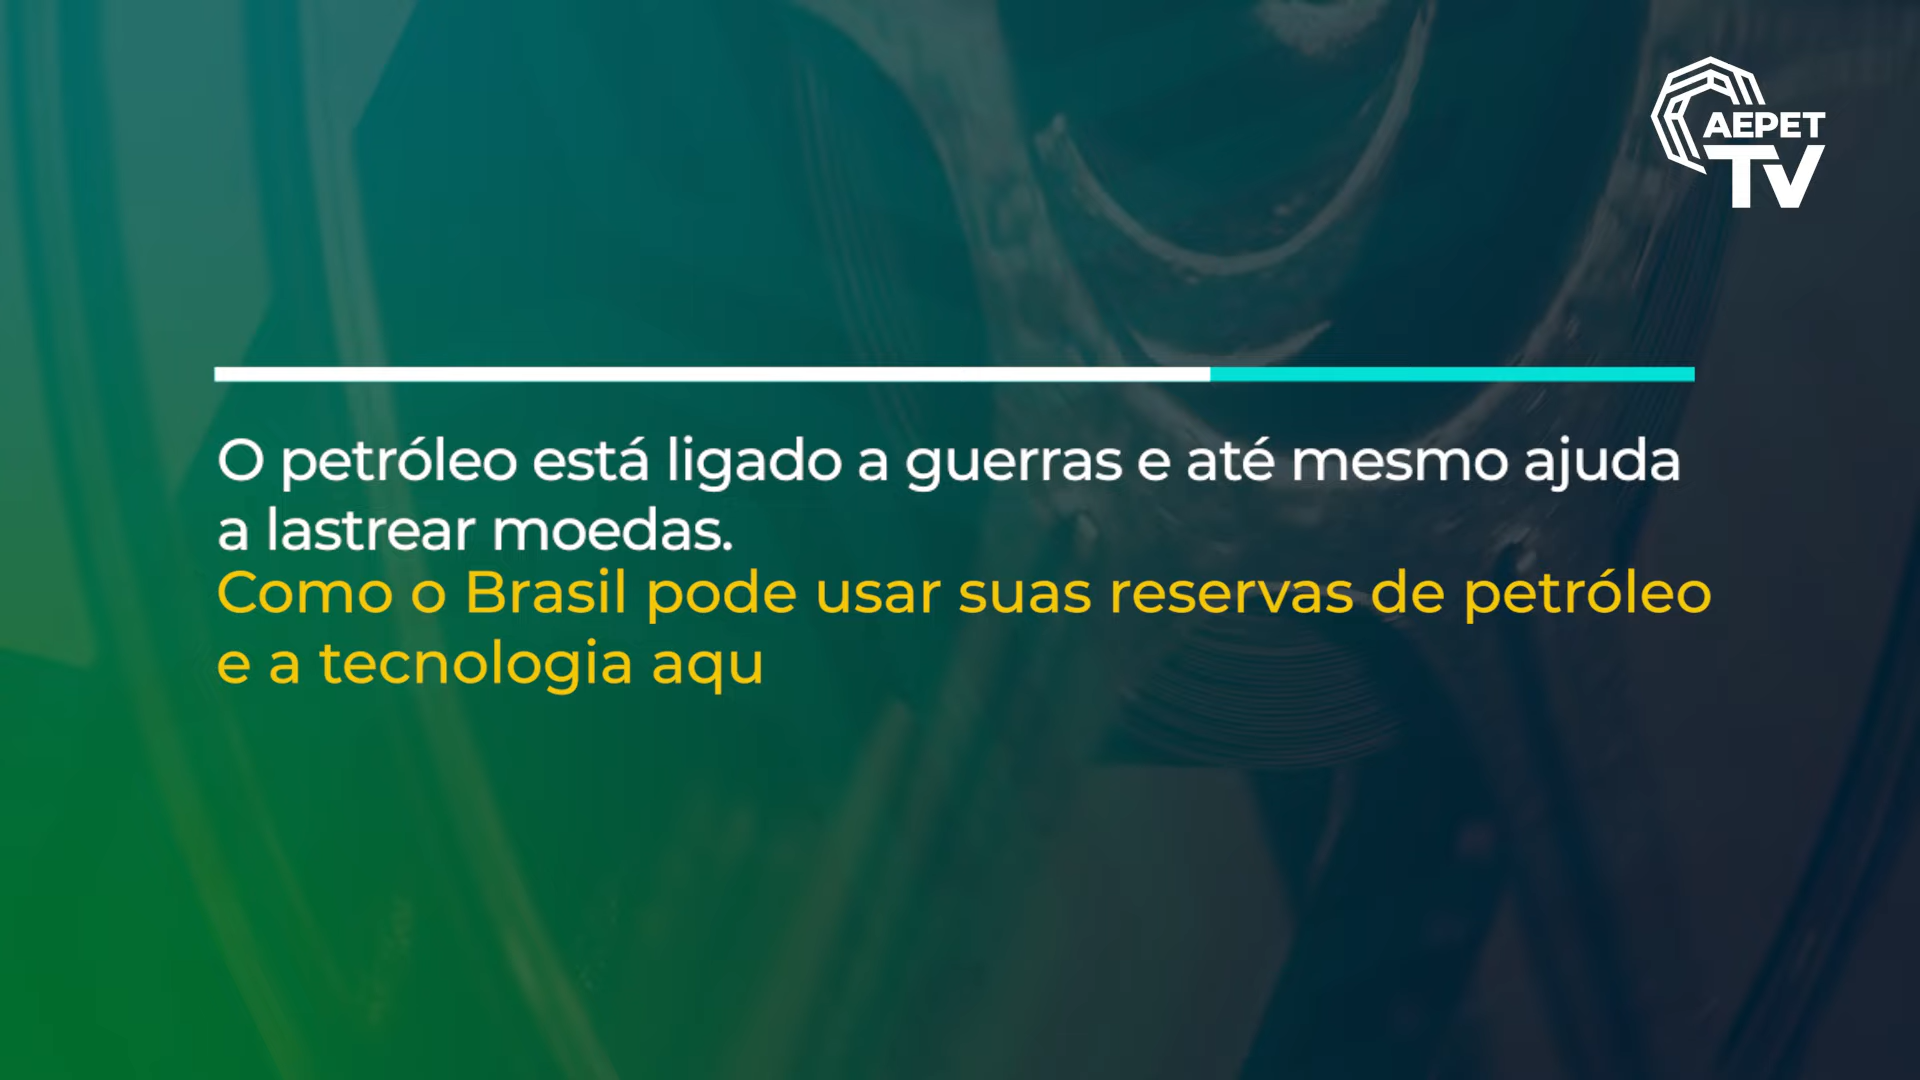 AEPET
TV
O petróleo está ligado a guerras e até mesmo ajuda
a lastrear moedas.
Como o Brasil pode usar suas reservas de petróleo
e a tecnologia aqu